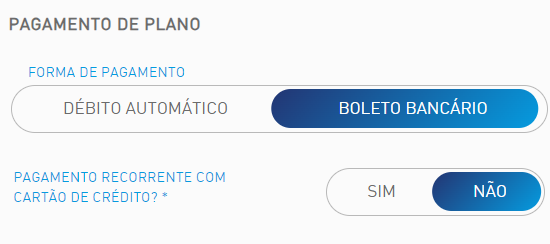 PAGAMENTO DE PLANO
FORMA DE PAGAMENTO
DÉBITO AUTOMÁTICO BOLETO BANCÁRIO
PAGAMENTO RECORRENTE COM
CARTÃO DE CRÉDITO? *
SIM NÃO